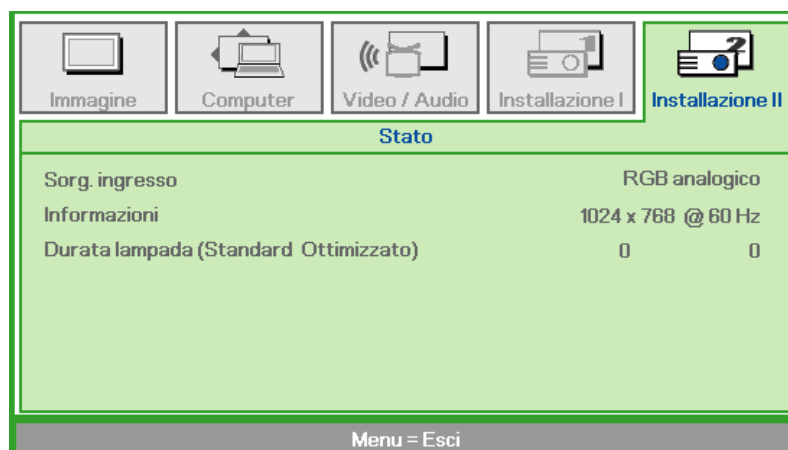 Immagine Computer Video / Audio Installazione I Installazione II
Stato
Sorg. ingresso RGB analogico
Informazioni 1024 x 768 @ 60 Hz
Durata lampada (Standard Ottimizzato) 0 0
Menu = Esci